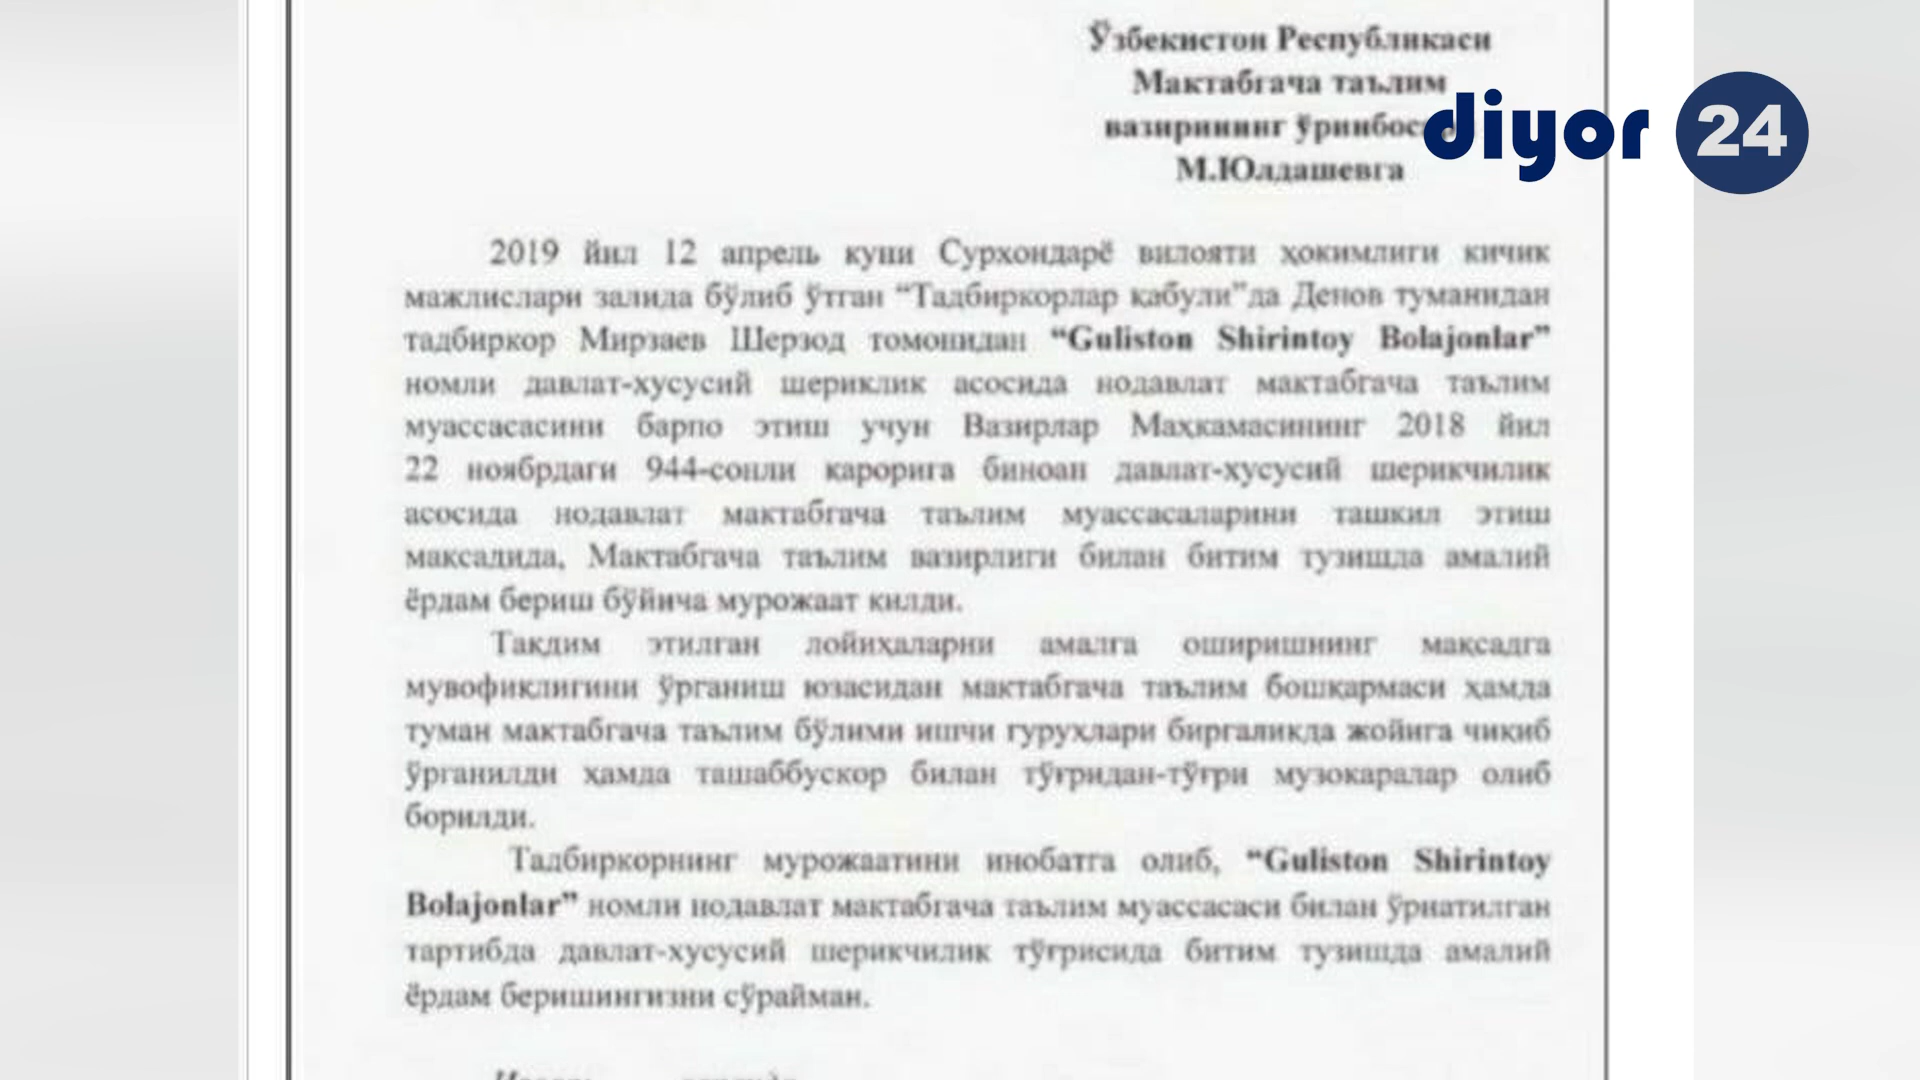 Ўзбекистон Республикаси
Мактабгача таълим
вазирининг
М.Юлдашевга
diyor 24
2019 йил 12 апрель куни Сурхондарё вилояти ҳокимлиги кичик
мажлислари залида бўлиб ўтган “Тадбиркорлар қабули”да Денов туманидан
тадбиркор Мирзаев Шерзод томонидан “Guliston Shirintoy Bolajonlar”
номли давлат-хусусий шериклик асосида нодавлат мактабгача таълим
муассасасини барпо этиш учун Вазирлар Маҳкамасининг 2018 йил
22 ноябрдаги 944-сонли қарорига биноан давлат-хусусий шерикчилик
асосида нодавлат мактабгача таълим муассасаларини ташкил этиш
мақсадида, Мактабгача таълим вазирлиги билан битим тузишда амалий
ёрдам бериш бўйича мурожаат қилди.
Тақдим этилган лойиҳаларни амалга оширишнинг мақсадга
мувофиқлигини ўрганиш юзасидан мактабгача таълим бошқармаси ҳамда
туман мактабгача таълим бўлими ишчи гуруҳлари биргаликда жойига чиқиб
ўрганилди ҳамда ташаббускор билан тўғридан-тўғри музокаралар олиб
борилди.
Тадбиркорнинг мурожаатини инобатга олиб, “Guliston Shirintoy
Bolajonlar” номли нодавлат мактабгача таълим муассасаси билан ўрнатилган
тартибда давлат-хусусий шерикчилик тўғрисида битим тузишда амалий
ёрдам беришингизни сўрайман.